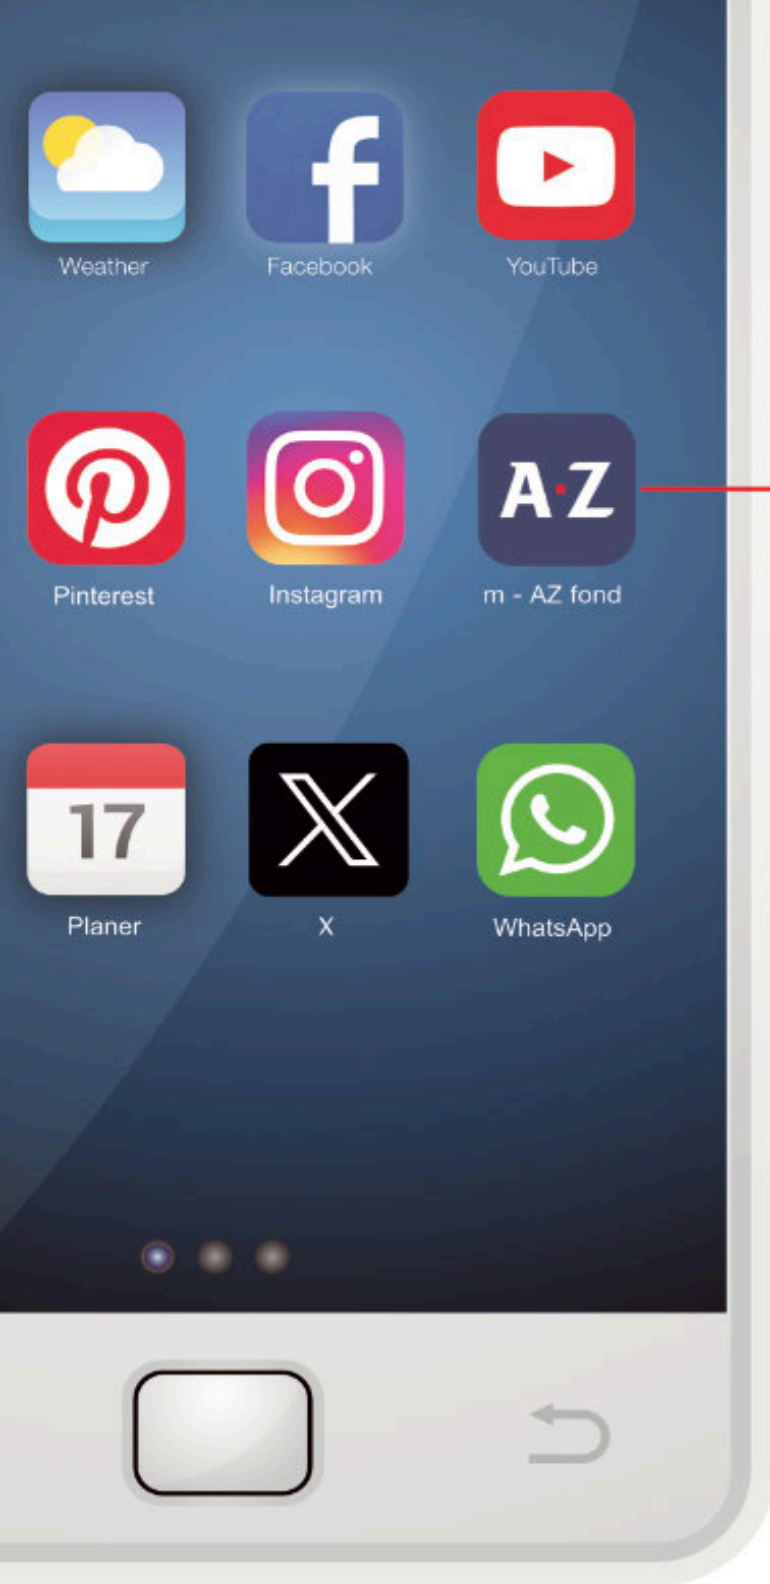 Weather Facebook YouTube
A·Z
Pinterest Instagram m - AZ fond
17
Planer X WhatsApp